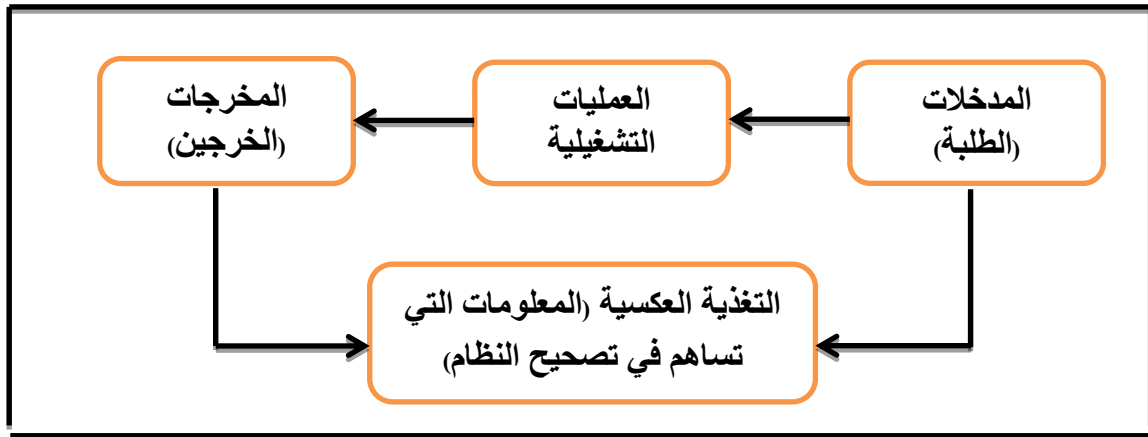 المدخلات
(الطلبة)
العمليات
التشغيلية
المخرجات
(الخرجين)
التغذية العكسية (المعلومات التي
تساهم في تصحيح النظام)